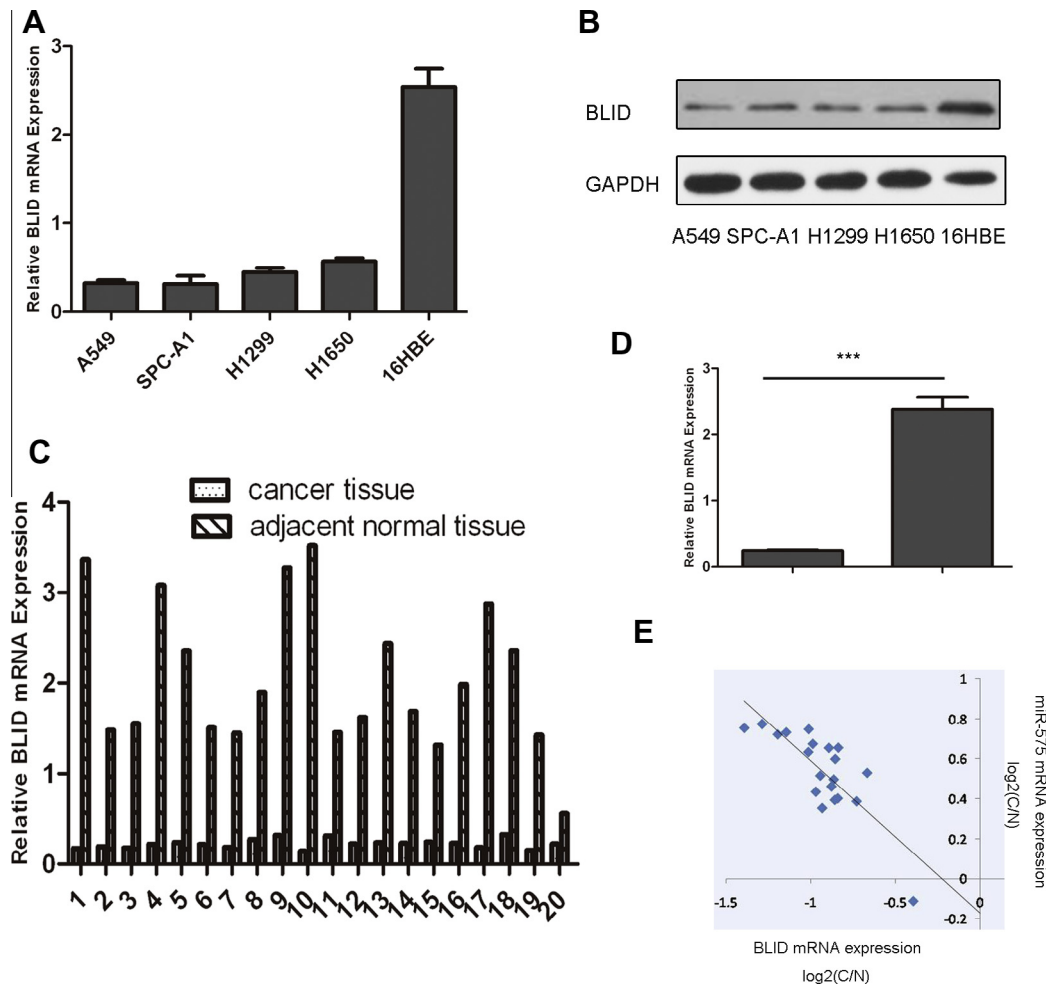 A
Relative BLID mRNA Expression
3
2
1
0
A549
SPC-A1
H1299
H1650
16HBE
B
BLID
GAPDH
A549 SPC-A1 H1299 H1650 16HBE
C
Relative BLID mRNA Expression
cancer tissue
adjacent normal tissue
4
3
2
1
0
1 2 3 4 5 6 7 8 9 10 11 12 13 14 15 16 17 18 19 20
D
***
Relative BLID mRNA Expression
3
2
1
0
E
1
0.8
0.6
0.4
0.2
0
-0.2
-1.5 -1 -0.5 0
miR-575 mRNA expression
log2(C/N)
BLID mRNA expression
log2(C/N)